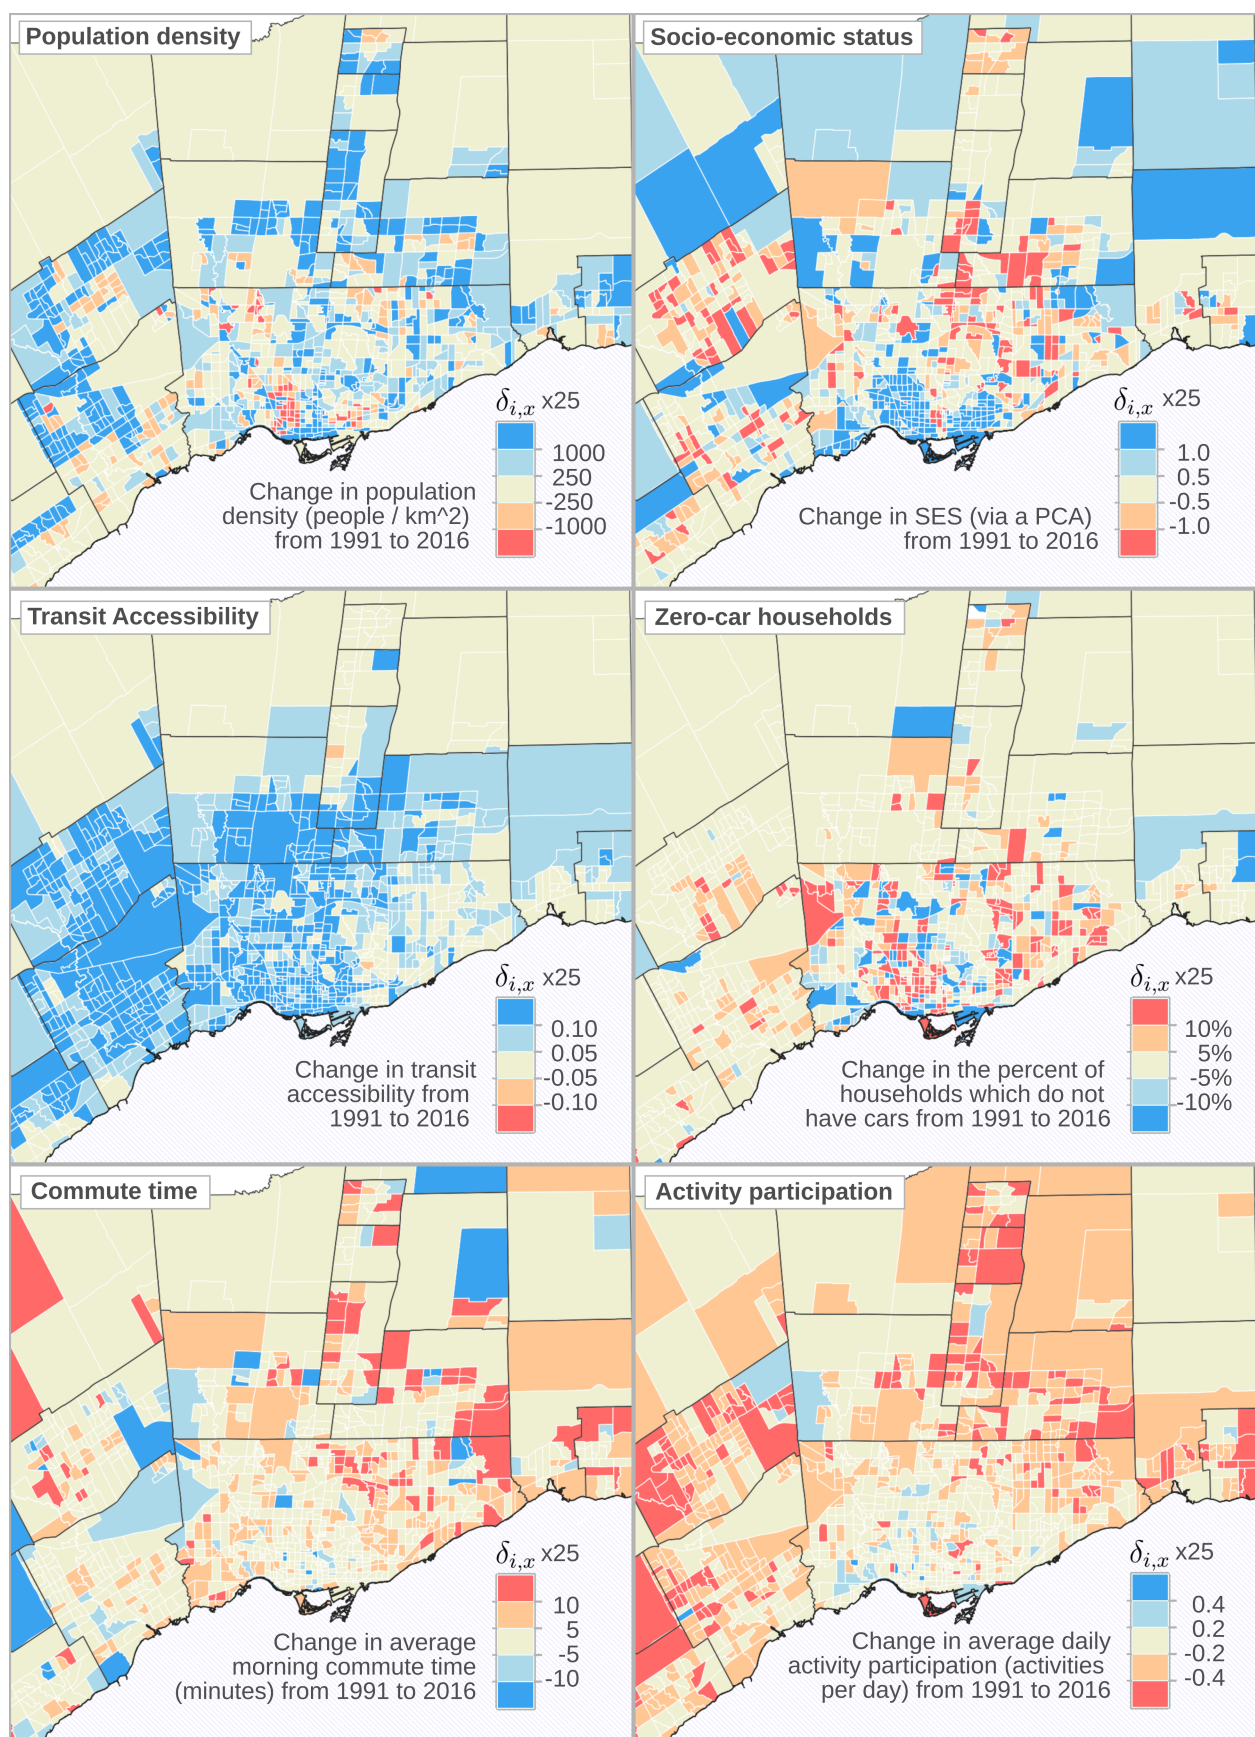 Population density
δi,x x25
1000
250
-250
-1000
Change in population
density (people / km^2)
from 1991 to 2016
Socio-economic status
δi,x x25
1.0
0.5
-0.5
-1.0
Change in SES (via a PCA)
from 1991 to 2016
Transit Accessibility
δi,x x25
0.10
0.05
-0.05
-0.10
Change in transit
accessibility from
1991 to 2016
Zero-car households
δi,x x25
10%
5%
-5%
-10%
Change in the percent of
households which do not
have cars from 1991 to 2016
Commute time
δi,x x25
10
5
-5
-10
Change in average
morning commute time
(minutes) from 1991 to 2016
Activity participation
δi,x x25
0.4
0.2
-0.2
-0.4
Change in average daily
activity participation (activities
per day) from 1991 to 2016